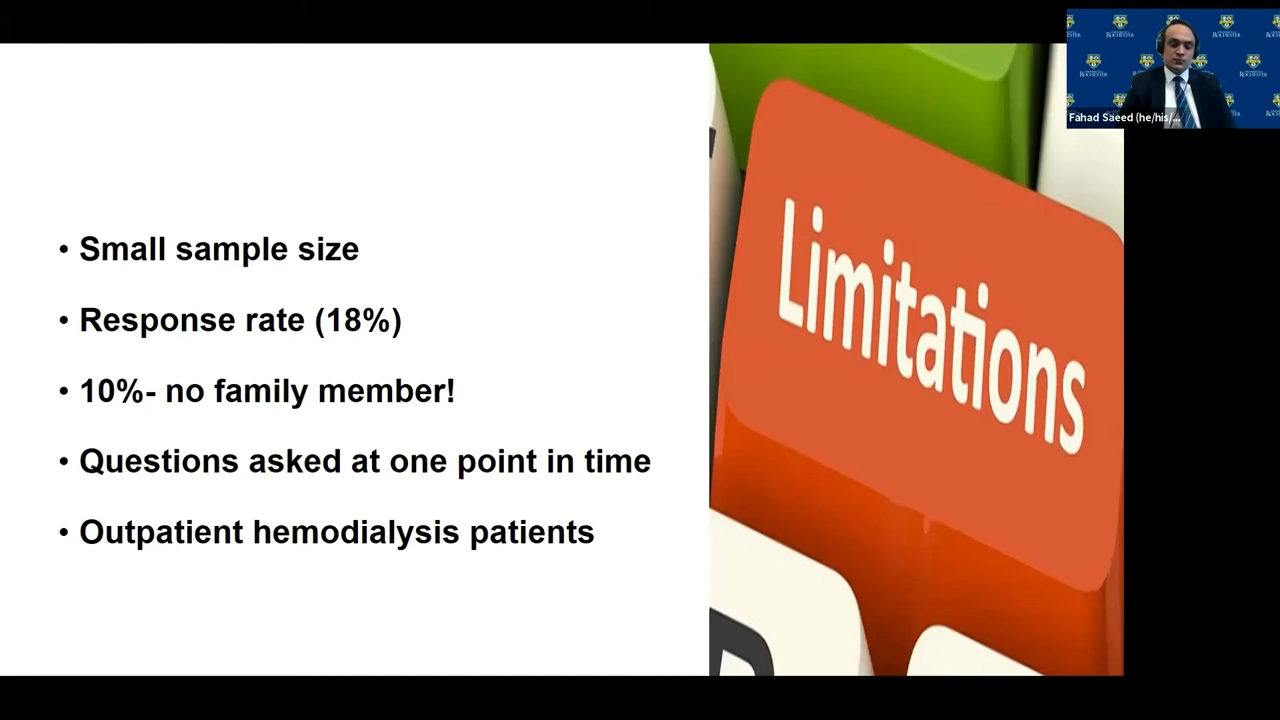 • Small sample size
• Response rate (18%)
• 10%- no family member!
• Questions asked at one point in time
• Outpatient hemodialysis patients
Limitations
ROCHESTER
Fahad Saeed (he/his/...